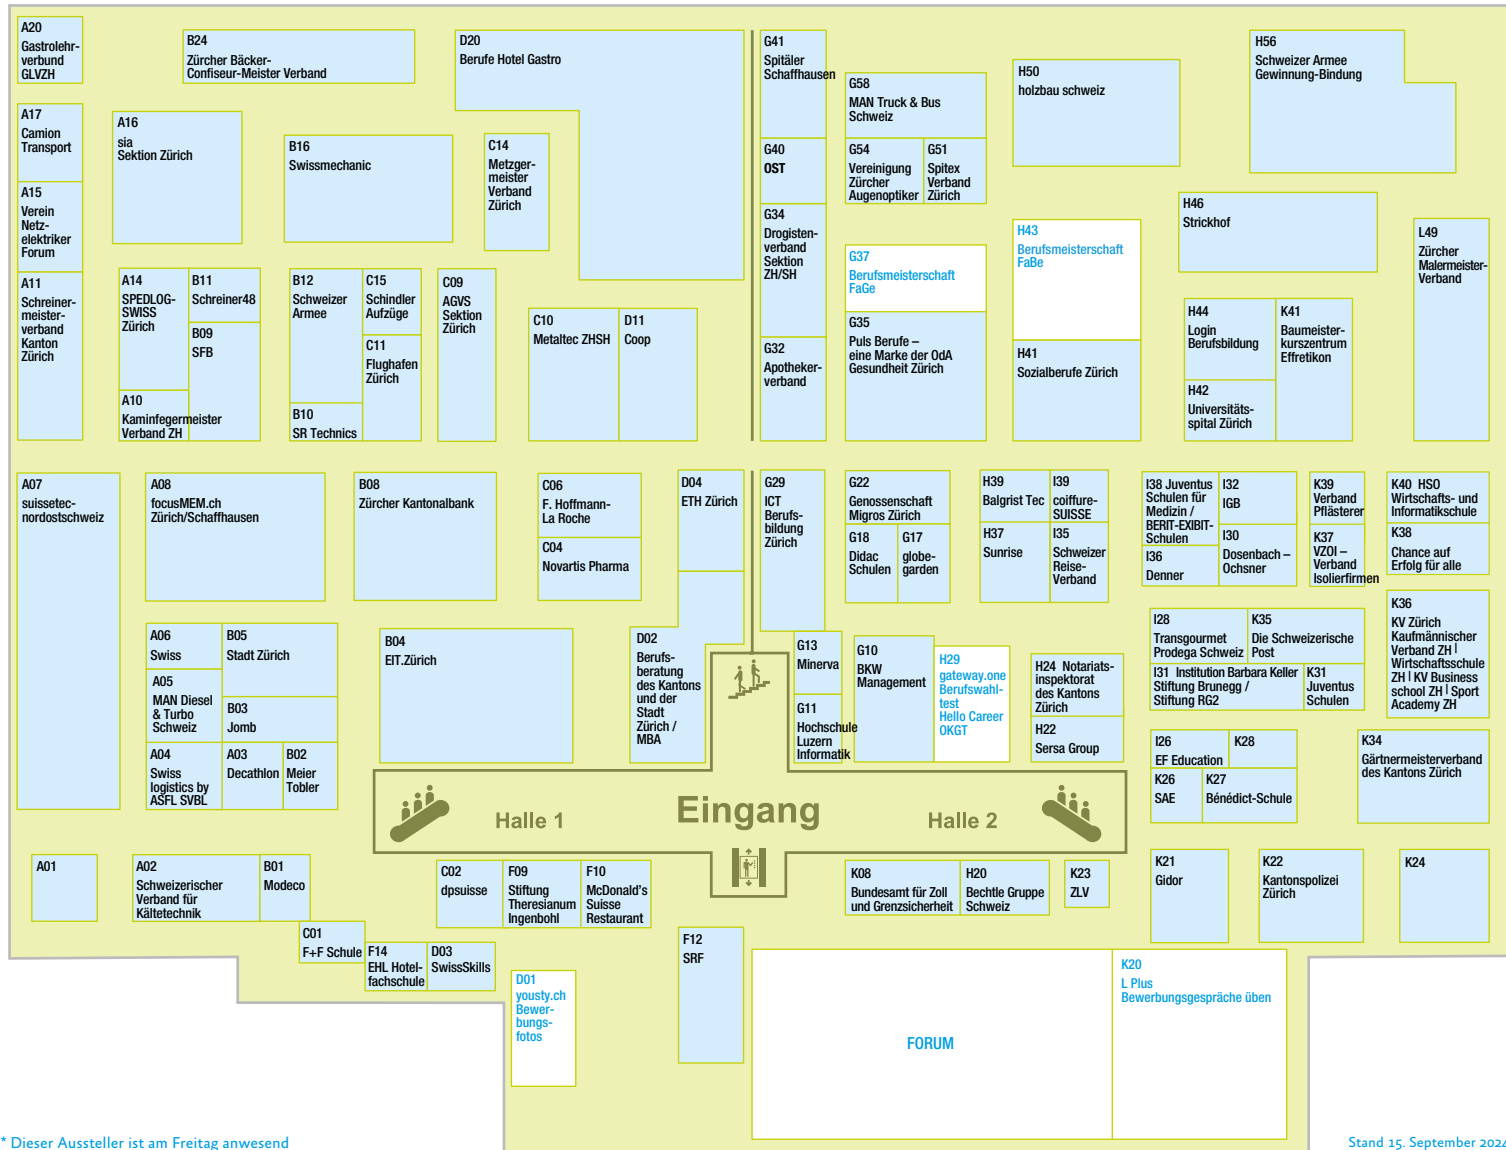 A20
Gastrolehr-
verbund
GLVZH
B24
Zürcher Bäcker-
Confiseur-Meister Verband
D20
Berufe Hotel Gastro
G41
Spitäler
Schaffhausen
G58
MAN Truck & Bus
Schweiz
H50
holzbau schweiz
H56
Schweizer Armee
Gewinnung-Bindung
A17
Camion
Transport
A16
sia
Sektion Zürich
B16
Swissmechanic
C14
Metzger-
meister
Verband
Zürich
G40
OST
G54
Vereinigung
Zürcher
Augenoptiker
G51
Spitex
Verband
Zürich
A15
Verein
Netz-
elektriker
Forum
G34
Drogisten-
verband
Sektion
ZH/SH
H46
Strickhof
H43
Berufsmeisterschaft
FaBe
L49
Zürcher
Malermeister-
Verband
G37
Berufsmeisterschaft
FaGe
A11
Schreiner-
meister-
verband
Kanton
Zürich
A14
SPEDLOG-
SWISS
Zürich
B11
Schreiner48
B09
SFB
A10
Kaminfegermeister
Verband ZH
B12
Schweizer
Armee
C15
Schindler
Aufzüge
C11
Flughafen
Zürich
B10
SR Technics
C09
AGVS
Sektion
Zürich
C10
Metaltec ZHSH
D11
Coop
G32
Apotheker-
verband
G35
Puls Berufe –
eine Marke der OdA
Gesundheit Zürich
H41
Sozialberufe Zürich
H44
Login
Berufsbildung
K41
Baumeister-
kurszentrum
Effretikon
H42
Universitäts-
spital Zürich
A07
suissetec-
nordostschweiz
A08
focusMEM.ch
Zürich/Schaffhausen
B08
Zürcher Kantonalbank
C06
F. Hoffmann-
La Roche
C04
Novartis Pharma
D04
ETH Zürich
G29
ICT
Berufs-
bildung
Zürich
G22
Genossenschaft
Migros Zürich
G18
Didac
Schulen
G17
globe-
garden
H39
Balgrist Tec
I39
coiffure-
SUISSE
H37
Sunrise
I35
Schweizer
Reise-
Verband
I38 Juventus
Schulen für
Medizin /
BERIT-EXIBIT-
Schulen
I32
IGB
I36
Denner
I30
Dosenbach –
Ochsner
K39
Verband
Pflästerer
K37
VZOI –
Verband
Isolierfirmen
K40 HSO
Wirtschafts- und
Informatikschule
K38
Chance auf
Erfolg für alle
A06
Swiss
B05
Stadt Zürich
A05
MAN Diesel
& Turbo
Schweiz
B03
Jomb
A04
Swiss
logistics by
ASFL SVBL
A03
Decathlon
B02
Meier
Tobler
B04
EIT.Zürich
D02
Berufs-
beratung
des Kantons
und der
Stadt
Zürich /
MBA
G13
Minerva
G11
Hochschule
Luzern
Informatik
G10
BKW
Management
H29
gateway.one
Berufswahl-
test
Hello Career
OKGT
H24 Notariats-
inspektorat
des Kantons
Zürich
H22
Sersa Group
I28
Transgourmet
Prodega Schweiz
K35
Die Schweizerische
Post
I31 Institution Barbara Keller
Stiftung Brunegg /
Stiftung RG2
K31
Juventus
Schulen
K36
KV Zürich
Kaufmännischer
Verband ZH |
Wirtschaftsschule
ZH | KV Business
school ZH | Sport
Academy ZH
I26
EF Education
K28
K26
SAE
K27
Bénédict-Schule
K34
Gärtnermeisterverband
des Kantons Zürich
Halle 1
Eingang
Halle 2
A01
A02
Schweizerischer
Verband für
Kältetechnik
B01
Modeco
C02
dpsuisse
F09
Stiftung
Theresianum
Ingenbohl
F10
McDonald's
Suisse
Restaurant
K08
Bundesamt für Zoll
und Grenzsicherheit
H20
Bechtle Gruppe
Schweiz
K23
ZLV
K21
Gidor
K22
Kantonspolizei
Zürich
K24
C01
F+F Schule
F14
EHL Hotel-
fachschule
D03
SwissSkills
F12
SRF
D01
yousty.ch
Bewer-
bungs-
fotos
FORUM
K20
L Plus
Bewerbungsgespräche üben
* Dieser Aussteller ist am Freitag anwesend
Stand 15. September 2024